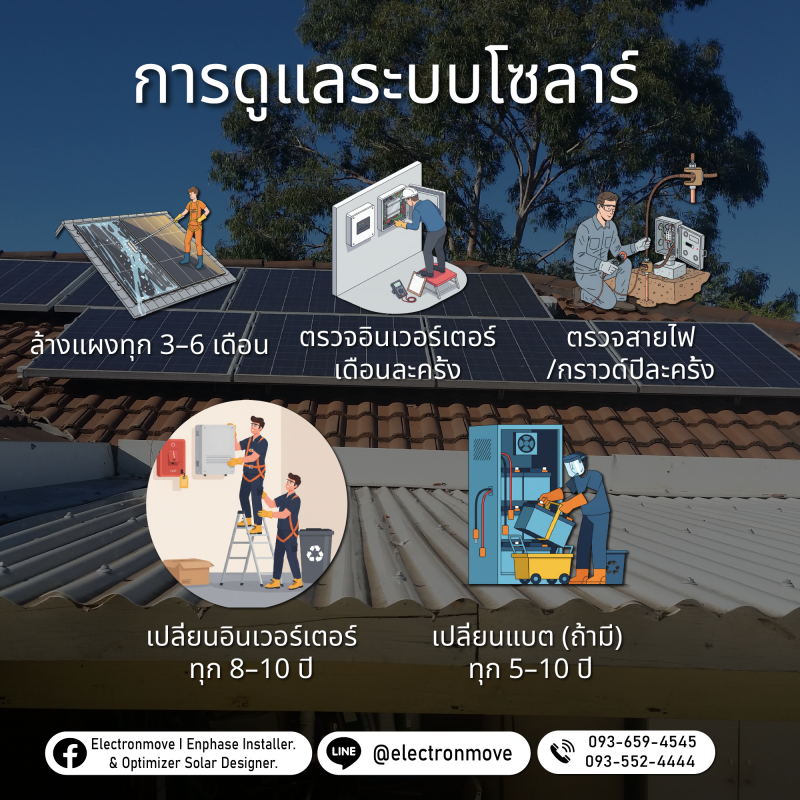 การดูแลระบบโซลาร์
ล้างแผงทุก 3–6 เดือน
ตรวจอินเวอร์เตอร์
เดือนละครั้ง
ตรวจสายไฟ
/กราวด์ปีละครั้ง
เปลี่ยนอินเวอร์เตอร์
ทุก 8–10 ปี
เปลี่ยนแบต (ถ้ามี)
ทุก 5–10 ปี
Electronmove I Enphase Installer.
& Optimizer Solar Designer.
LINE
@electronmove
093-659-4545
093-552-4444